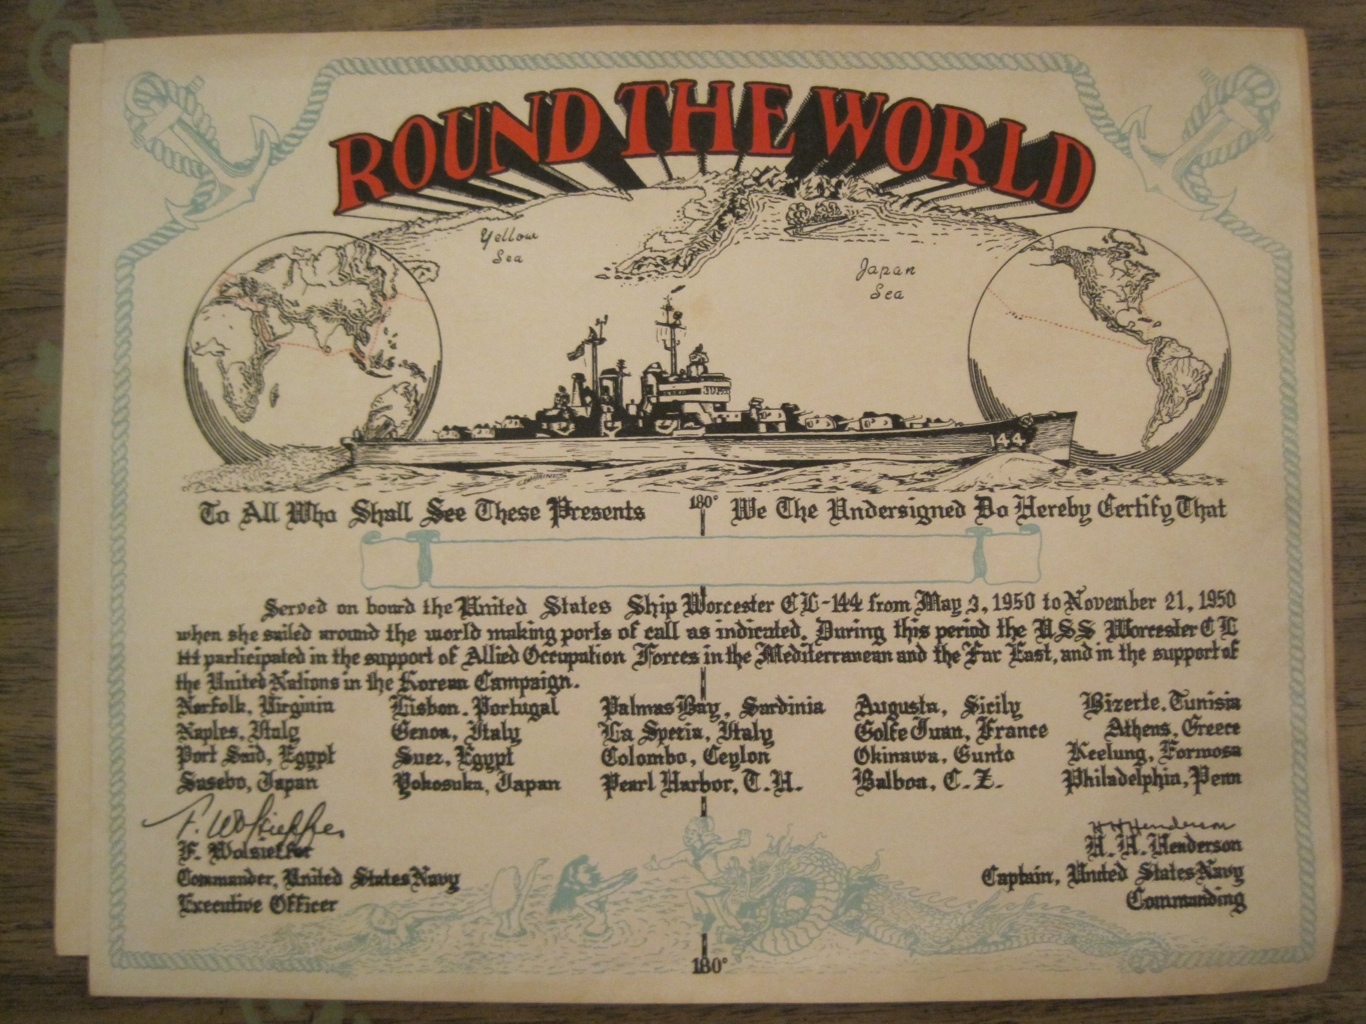 ROUND THE WORLD
Yellow
Sea
Japan
Sea
144
To All Who Shall See These Presents 180° We The Undersigned Do Hereby Certify That
Served on board the United States Ship Worcester CL-144 from May 3, 1950 to November 21, 1950
when she sailed around the world making ports of call as indicated. During this period the U.S.S Worcester CL
144 participated in the support of Allied Occupation Forces in the Mediterranean and the Far East, and in the support of
the United Nations in the Korean Campaign.
Norfolk, Virginia Lisbon, Portugal Palmas Bay, Sardinia Augusta, Sicily Bizerte, Tunisia
Naples, Italy Genoa, Italy La Spezia, Italy Golfe Juan, France Athens, Greece
Port Said, Egypt Suez, Egypt Colombo, Ceylon Okinawa, Gunto Keelung, Formosa
Sasebo, Japan Yokosuka, Japan Pearl Harbor, T.H. Balboa, C.Z. Philadelphia, Penn
F. Wolsieffer HH Henderson
F. Wolsieffer H. H. Henderson
Commander, United States Navy Captain, United States Navy
Executive Officer Commanding
180°